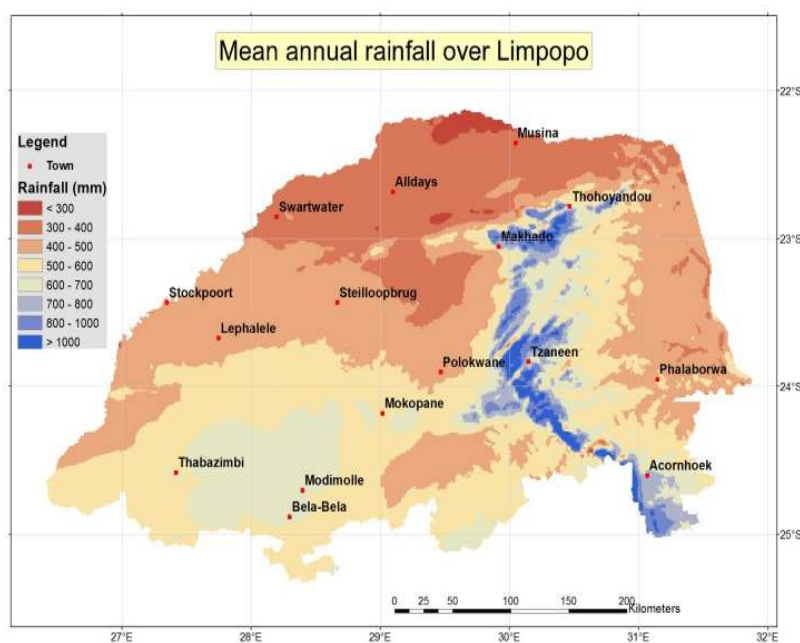 Mean annual rainfall over Limpopo
22°S
Legend
Town
Rainfall (mm)
< 300
300 - 400
400 - 500
500 - 600
600 - 700
700 - 800
800 - 1000
> 1000
Musina
Alldays
Swartwater
Thohoyandou
23°S
Makhado
Stockpoort
Steilloopbrug
Lephalele
Polokwane
Tzaneen
Phalaborwa
24°S
Mokopane
Thabazimbi
Modimolle
Acornhoek
Bela-Bela
25°S
0 25 50 100 150 200
Kilometers
27°E 28°E 29°E 30°E 31°E 32°E